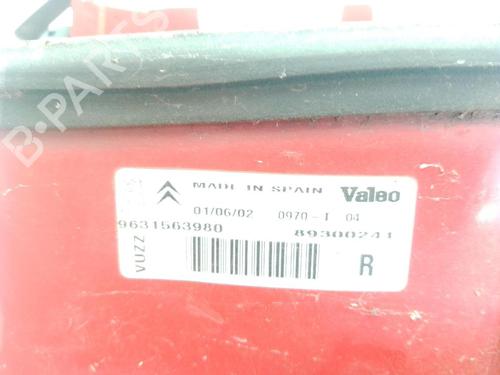 B-PARTS
MADE IN SPAIN Valeo
01/06/02 0970-I 04
9631563980 89300241
VUZZ
R